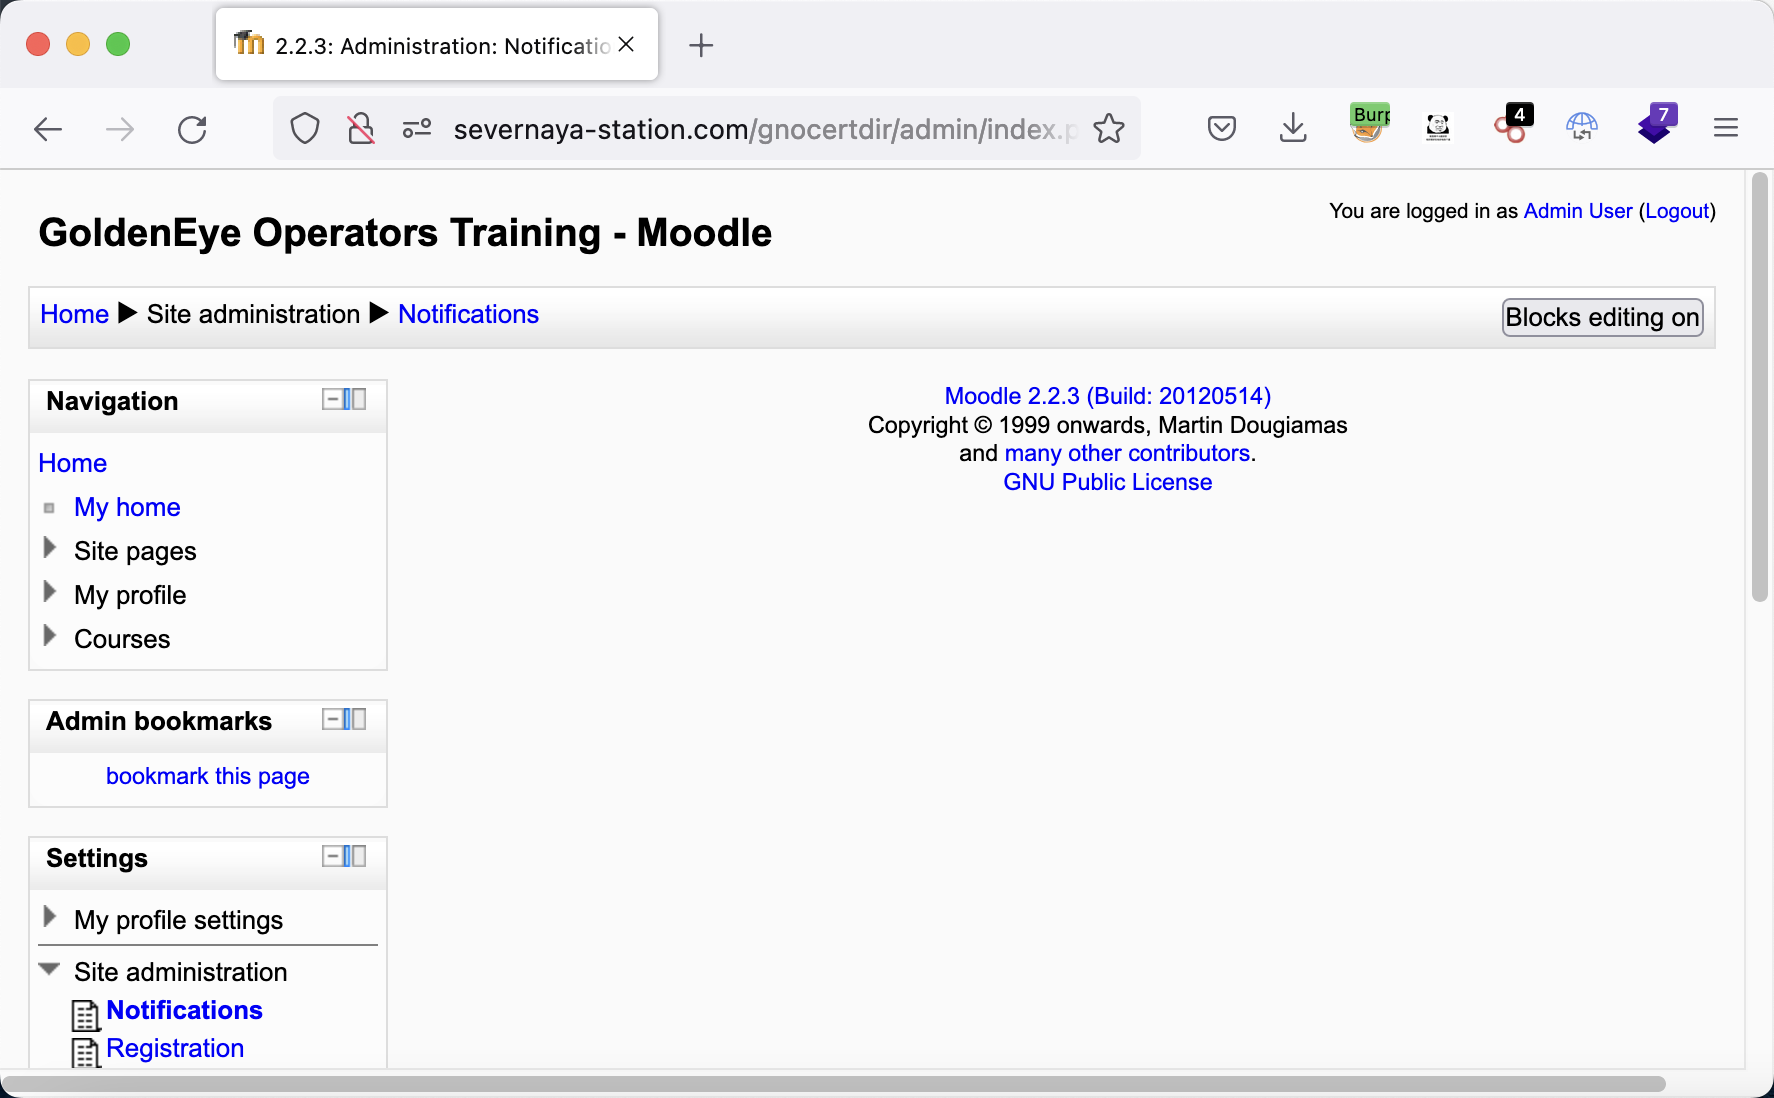 2.2.3: Administration: Notificatio
severnaya-station.com/gnocertdir/admin/index.p
Burp
4
7
You are logged in as Admin User (Logout)
GoldenEye Operators Training - Moodle
Home ▶ Site administration ▶ Notifications
Blocks editing on
Navigation
Home
My home
Site pages
My profile
Courses
Moodle 2.2.3 (Build: 20120514)
Copyright © 1999 onwards, Martin Dougiamas
and many other contributors.
GNU Public License
Admin bookmarks
bookmark this page
Settings
My profile settings
Site administration
Notifications
Registration